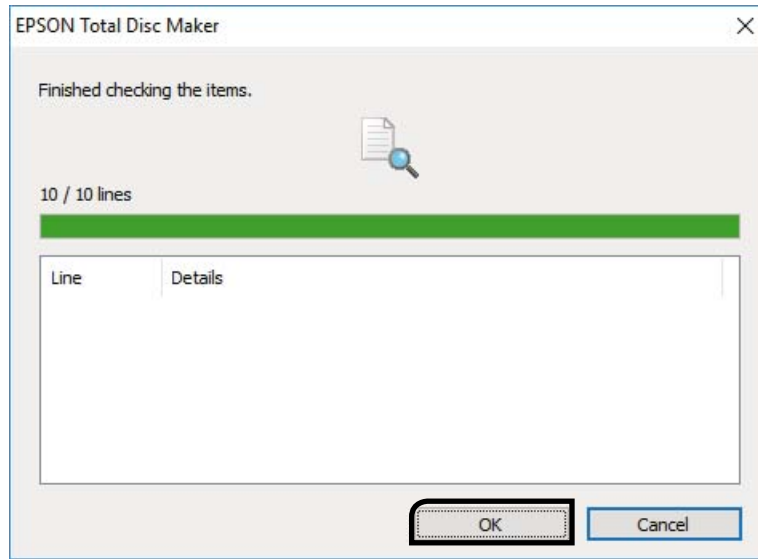 EPSON Total Disc Maker
Finished checking the items.
10 / 10 lines
Line Details
OK Cancel